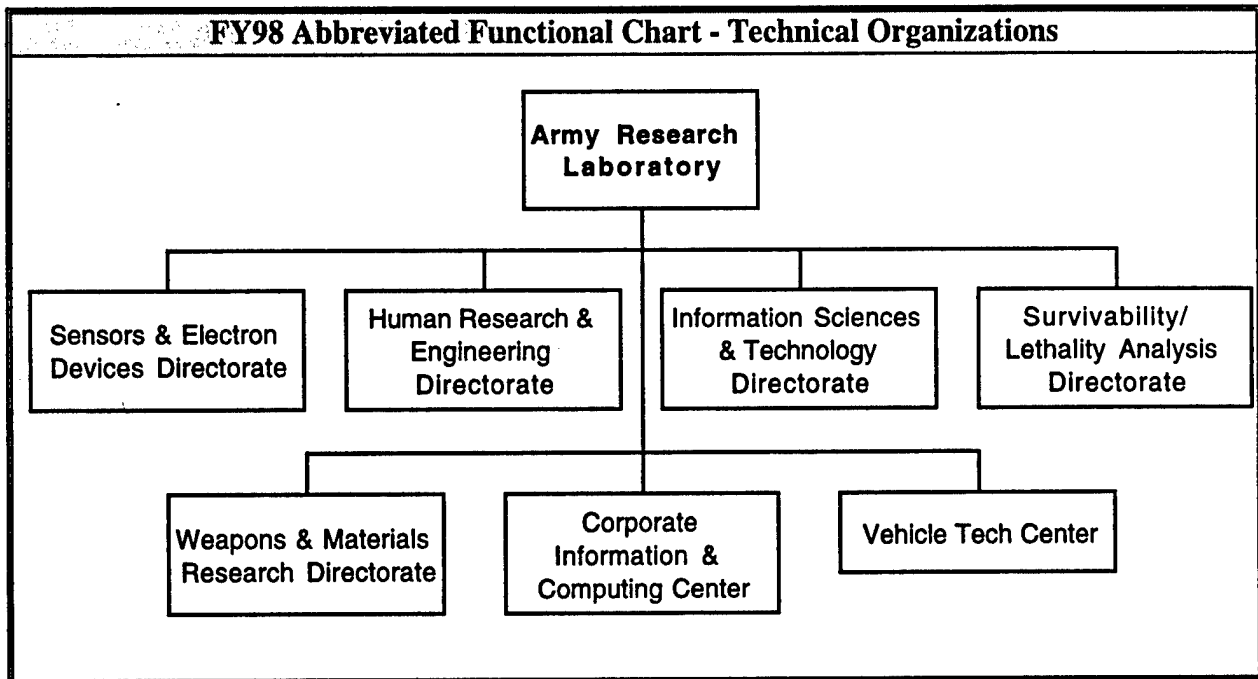 FY98 Abbreviated Functional Chart - Technical Organizations
Army Research
Laboratory
Sensors & Electron
Devices Directorate
Human Research &
Engineering
Directorate
Information Sciences
& Technology
Directorate
Survivability/
Lethality Analysis
Directorate
Weapons & Materials
Research Directorate
Corporate
Information &
Computing Center
Vehicle Tech Center